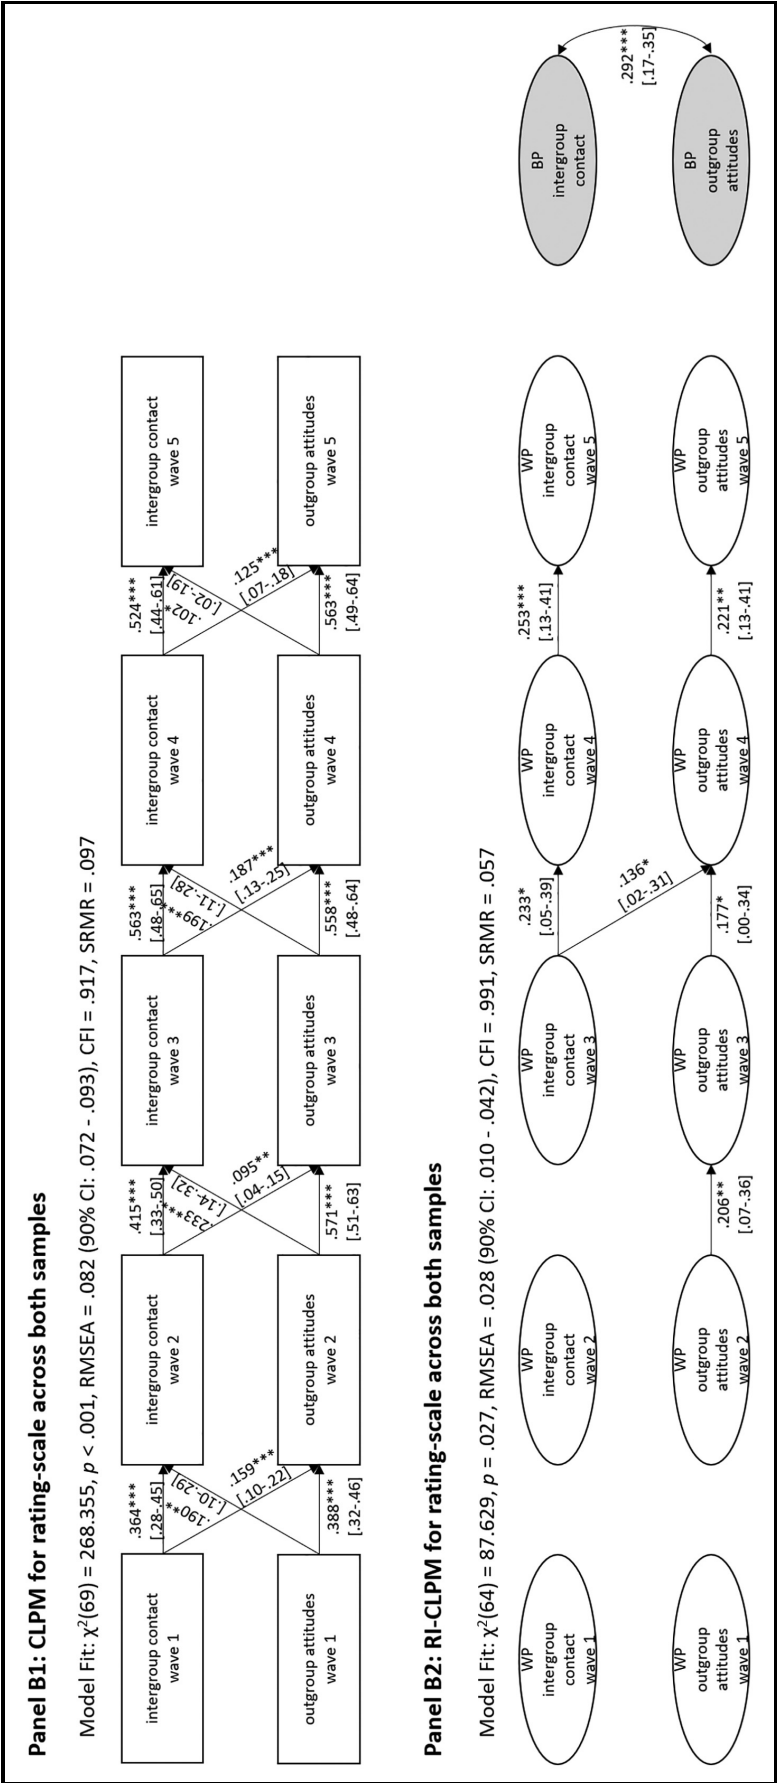 Panel B1: CLPM for rating-scale across both samples
Model Fit: χ²(69) = 268.355, p < .001, RMSEA = .082 (90% CI: .072 - .093), CFI = .917, SRMR = .097
intergroup contact
wave 1
.364***
[.28-.45]
intergroup contact
wave 2
.415***
[.33-.50]
intergroup contact
wave 3
.563***
[.48-.65]
intergroup contact
wave 4
.524***
[.44-.61]
intergroup contact
wave 5
.190**
[.10-.29]
.159***
[.10-.22]
.233***
[.14-.32]
.095**
[.04-.15]
.199***
[.11-.28]
.187***
[.13-.25]
.102*
[.02-.19]
.125***
[.07-.18]
outgroup attitudes
wave 1
.388***
[.32-.46]
outgroup attitudes
wave 2
.571***
[.51-.63]
outgroup attitudes
wave 3
.558***
[.48-.64]
outgroup attitudes
wave 4
.563***
[.49-.64]
outgroup attitudes
wave 5
Panel B2: RI-CLPM for rating-scale across both samples
Model Fit: χ²(64) = 87.629, p = .027, RMSEA = .028 (90% CI: .010 - .042), CFI = .991, SRMR = .057
WP
intergroup
contact
wave 1
WP
intergroup
contact
wave 2
WP
intergroup
contact
wave 3
.233*
[.05-.39]
WP
intergroup
contact
wave 4
.253***
[.13-.41]
WP
intergroup
contact
wave 5
BP
intergroup
contact
.136*
[.02-.31]
.292***
[.17-.35]
WP
outgroup
attitudes
wave 1
WP
outgroup
attitudes
wave 2
.206**
[.07-.36]
WP
outgroup
attitudes
wave 3
.177*
[.00-.34]
WP
outgroup
attitudes
wave 4
.221**
[.13-.41]
WP
outgroup
attitudes
wave 5
BP
outgroup
attitudes